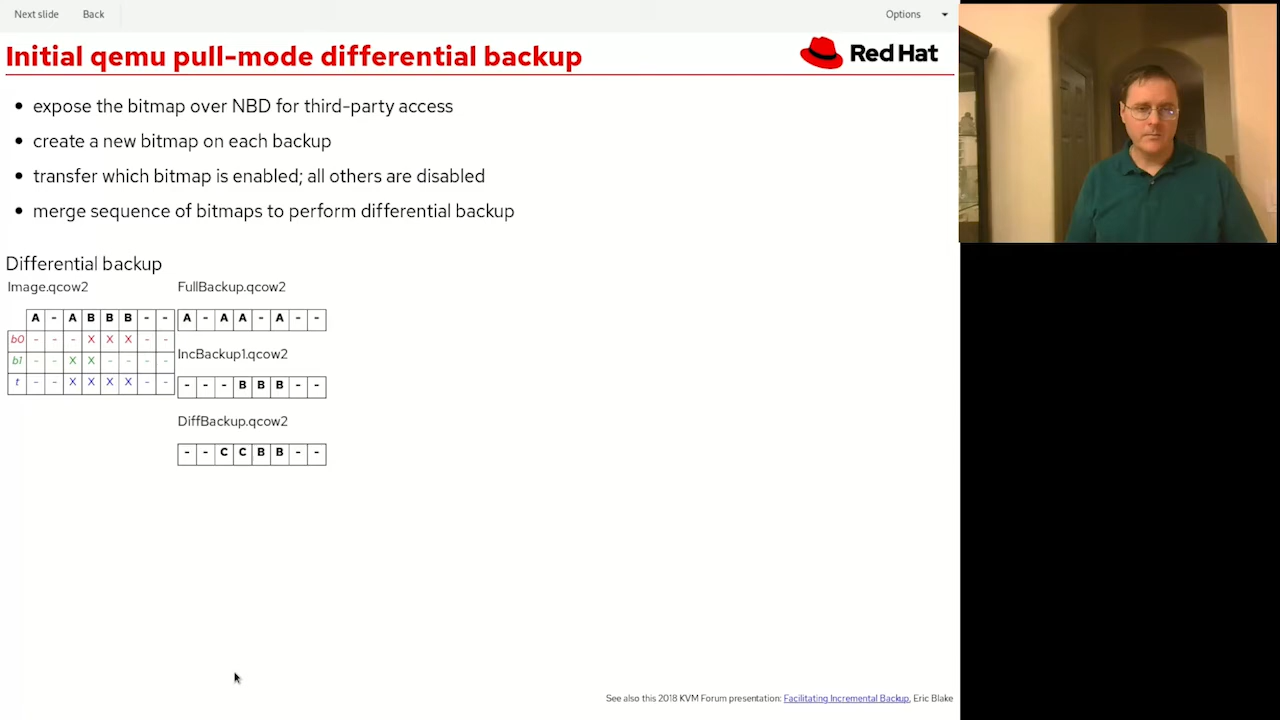 Next slide Back Options
Initial qemu pull-mode differential backup
Red Hat
• expose the bitmap over NBD for third-party access
• create a new bitmap on each backup
• transfer which bitmap is enabled; all others are disabled
• merge sequence of bitmaps to perform differential backup
Differential backup
Image.qcow2
A - A B B B - -
b0 - - - X X X - -
b1 - - X X - - - -
t - - X X X X - -
FullBackup.qcow2
A - A A - A - -
IncBackup1.qcow2
- - - B B B - -
DiffBackup.qcow2
- - C C B B - -
See also this 2018 KVM Forum presentation: Facilitating Incremental Backup, Eric Blake